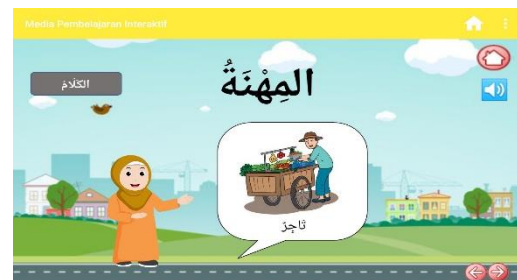 Media Pembelajaran Interaktif
المِهْنَةُ
الكَلَامُ
تَاجِرٌ